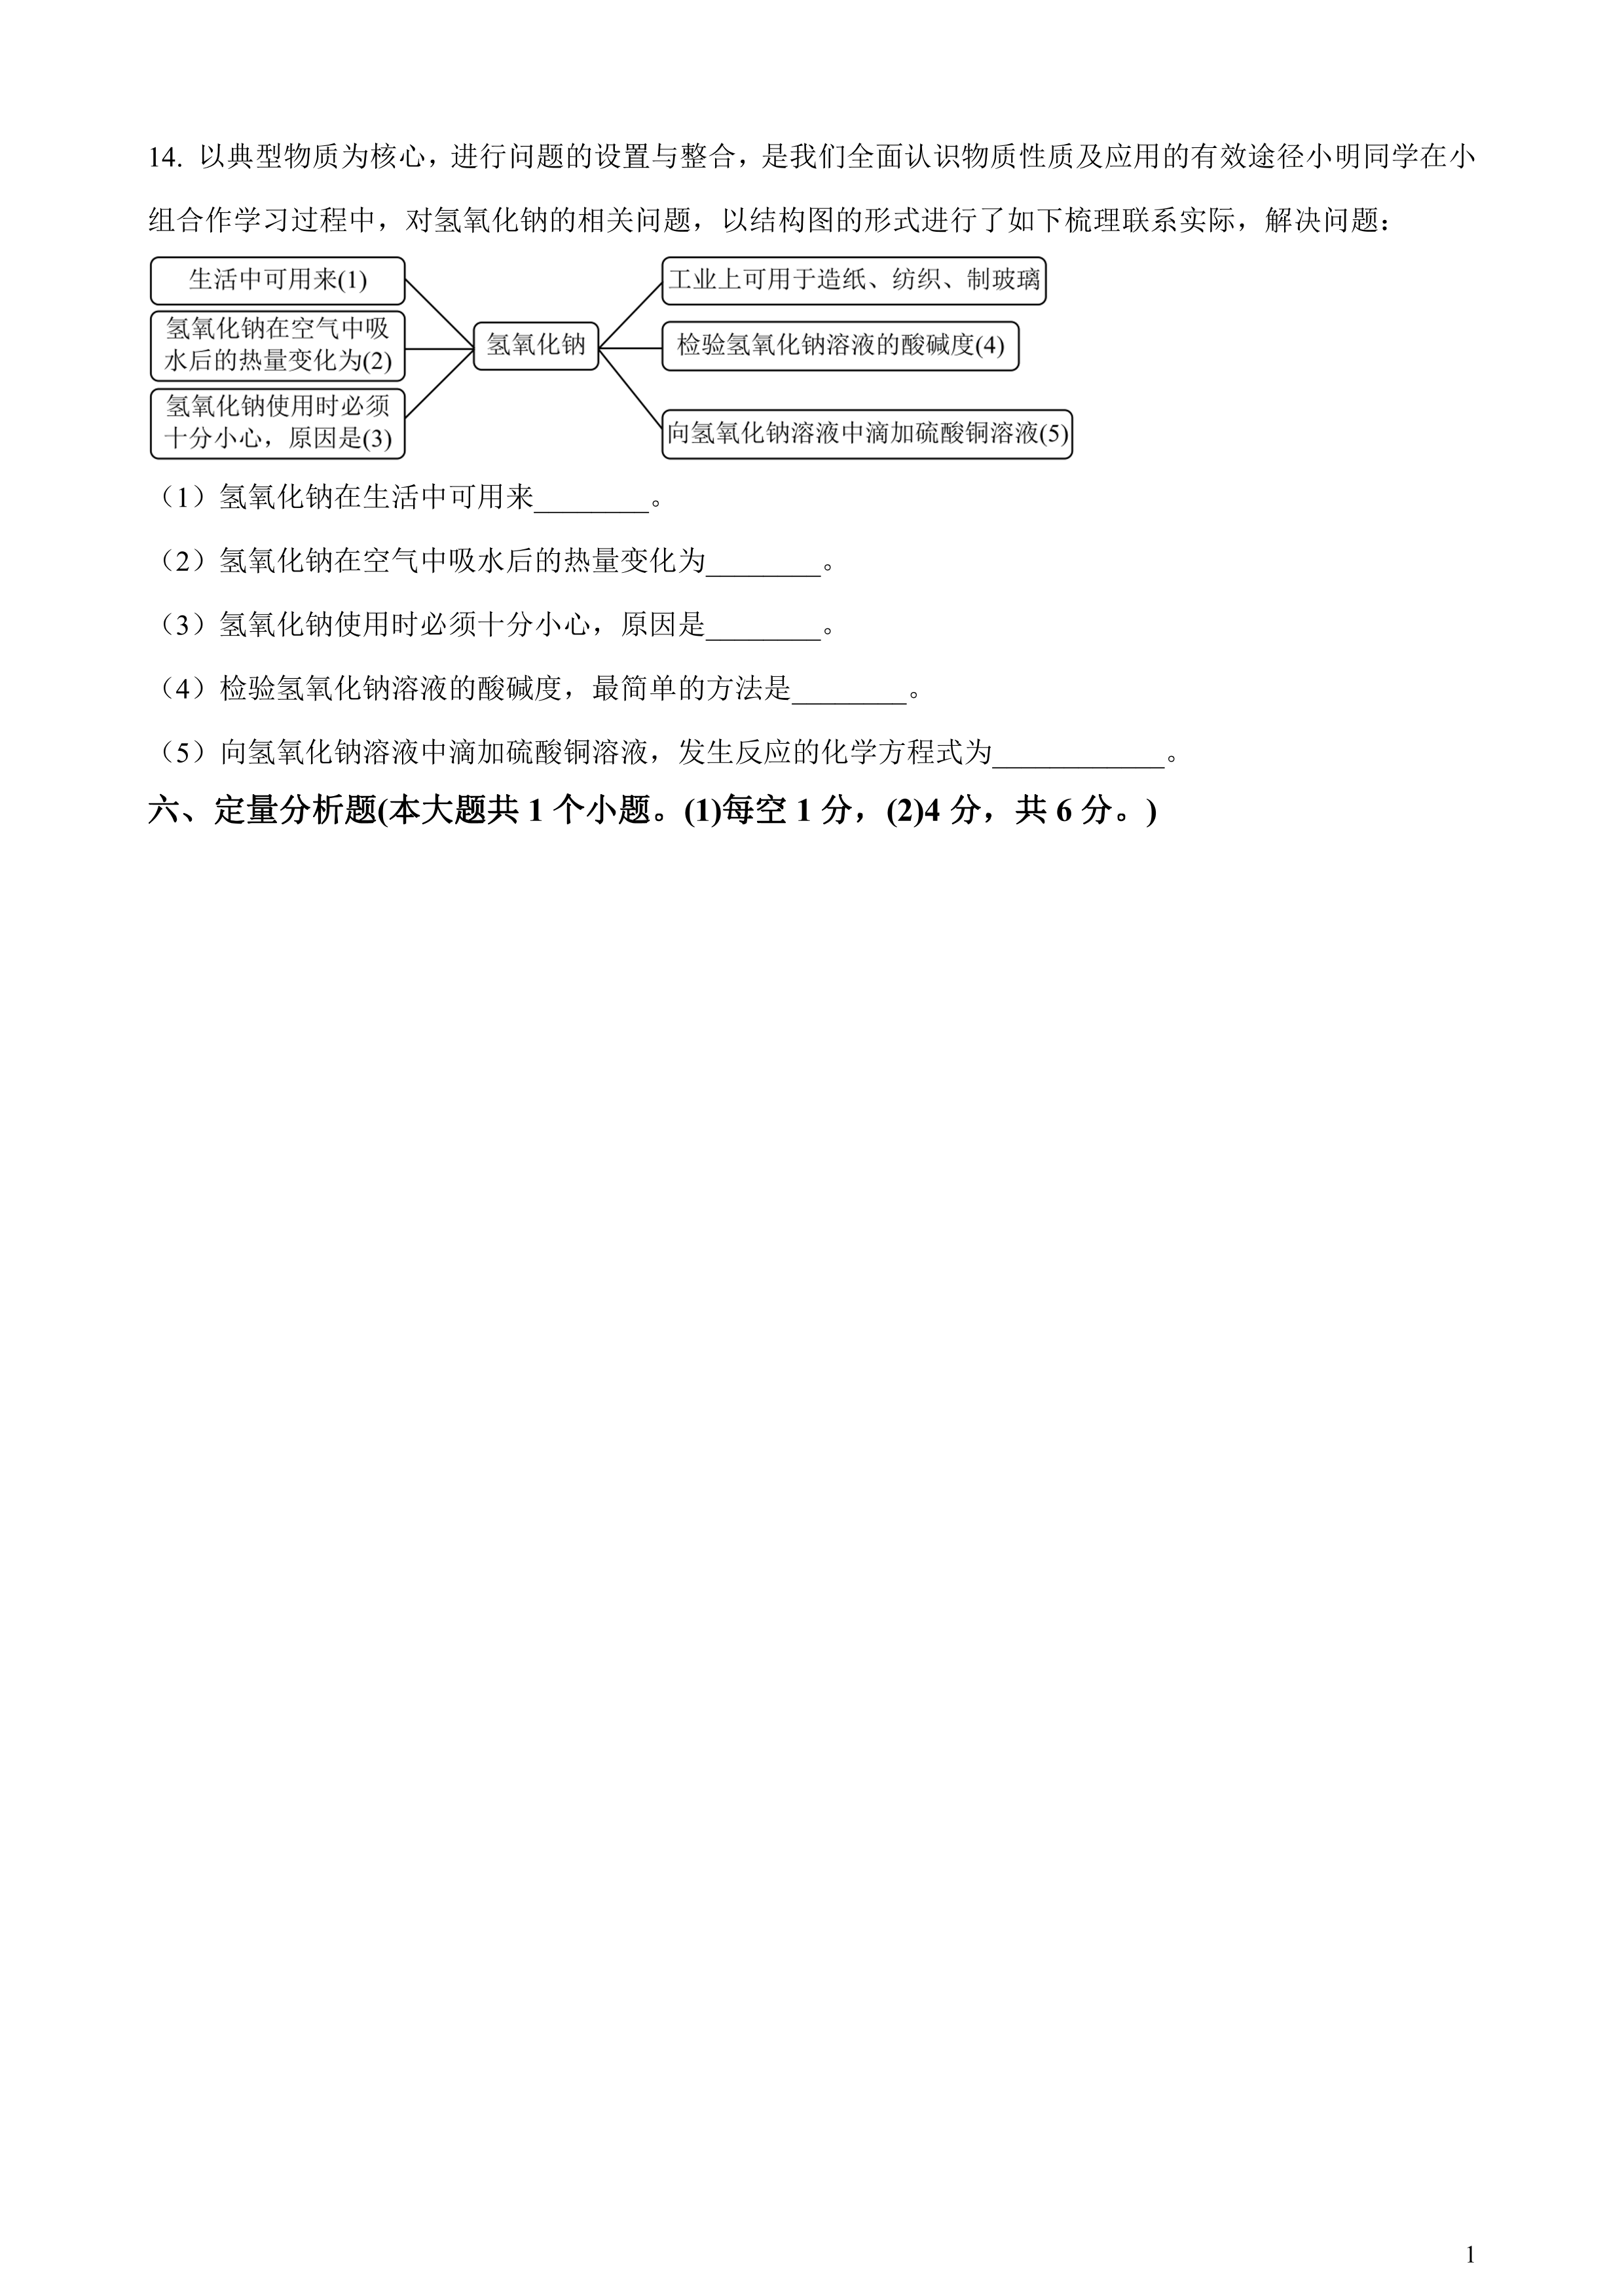 14. 以典型物质为核心，进行问题的设置与整合，是我们全面认识物质性质及应用的有效途径小明同学在小
组合作学习过程中，对氢氧化钠的相关问题，以结构图的形式进行了如下梳理联系实际，解决问题：
生活中可用来(1)
氢氧化钠在空气中吸
水后的热量变化为(2)
氢氧化钠使用时必须
十分小心，原因是(3)
氢氧化钠
工业上可用于造纸、纺织、制玻璃
检验氢氧化钠溶液的酸碱度(4)
向氢氧化钠溶液中滴加硫酸铜溶液(5)
（1）氢氧化钠在生活中可用来________。
（2）氢氧化钠在空气中吸水后的热量变化为________。
（3）氢氧化钠使用时必须十分小心，原因是________。
（4）检验氢氧化钠溶液的酸碱度，最简单的方法是________。
（5）向氢氧化钠溶液中滴加硫酸铜溶液，发生反应的化学方程式为____________。
六、定量分析题(本大题共 1 个小题。(1)每空 1 分，(2)4 分，共 6 分。)
1